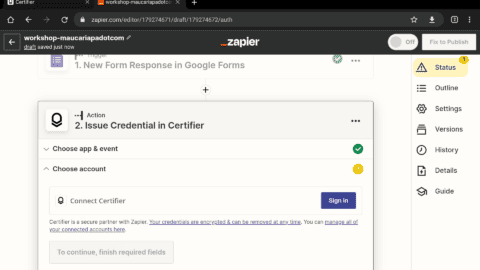 Certifier
workshop-maucariapadotcom
zapier.com/editor/179274671/draft/179274672/auth
workshop-maucariapadotcom
draft saved just now
_zapier
Off
Fix to Publish
Trigger
1. New Form Response in Google Forms
Action
2. Issue Credential in Certifier
Choose app & event
Choose account
Connect Certifier
Sign in
Certifier is a secure partner with Zapier. Your credentials are encrypted & can be removed at any time. You can manage all of
your connected accounts here.
To continue, finish required fields
1
Status
Outline
Settings
Versions
History
Details
Guide